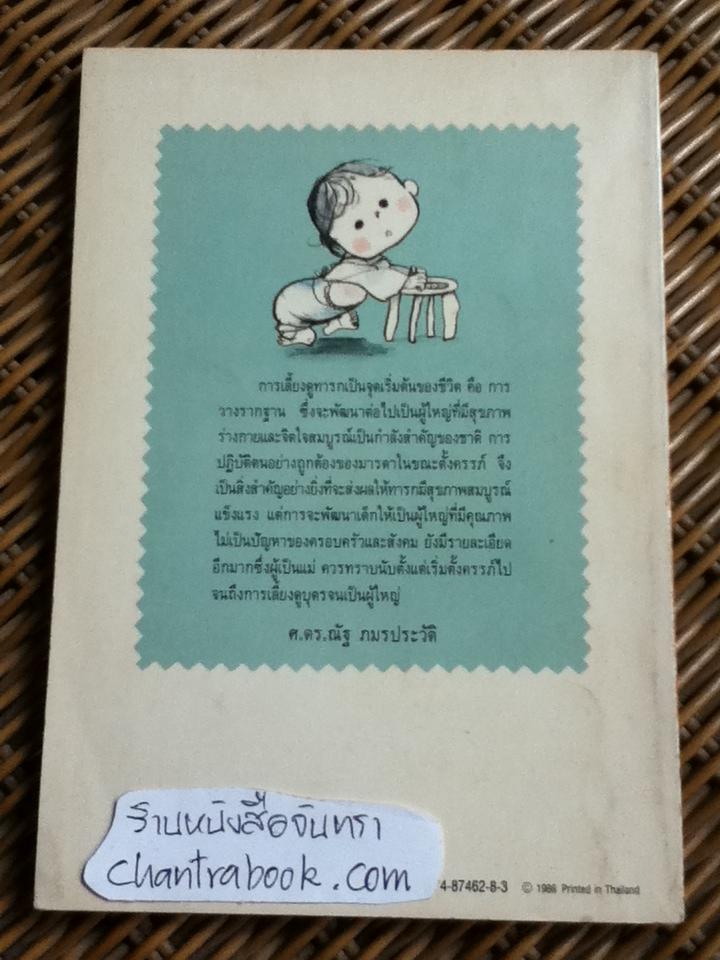 การเลี้ยงดูทารกเป็นจุดเริ่มต้นของชีวิต คือ การ
วางรากฐาน ซึ่งจะพัฒนาต่อไปเป็นผู้ใหญ่ที่มีสุขภาพ
ร่างกายและจิตใจสมบูรณ์เป็นกำลังสำคัญของชาติ การ
ปฏิบัติตนอย่างถูกต้องของมารดาในขณะตั้งครรภ์ จึง
เป็นสิ่งสำคัญอย่างยิ่งที่จะส่งผลให้ทารกมีสุขภาพสมบูรณ์
แข็งแรง แต่การจะพัฒนาเด็กให้เป็นผู้ใหญ่ที่มีคุณภาพ
ไม่เป็นปัญหาของครอบครัวและสังคม ยังมีรายละเอียด
อีกมากซึ่งผู้เป็นแม่ ควรทราบนับตั้งแต่เริ่มตั้งครรภ์ไป
จนถึงการเลี้ยงดูบุตรจนเป็นผู้ใหญ่
ศ.ดร.ณัฐ ภมรประวัติ
ร้านหนังสือจันทรา
chantrabook.com
4-87462-8-3 © 1986 Printed in Thailand